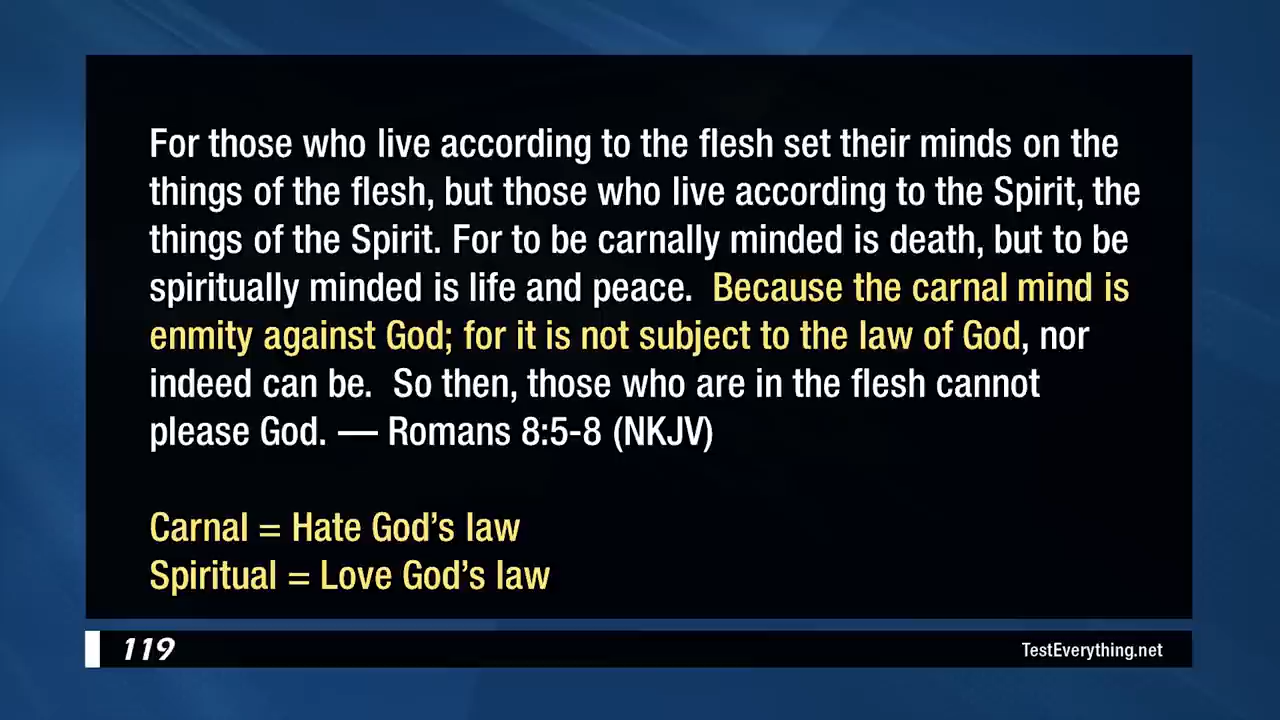 For those who live according to the flesh set their minds on the
things of the flesh, but those who live according to the Spirit, the
things of the Spirit. For to be carnally minded is death, but to be
spiritually minded is life and peace.  Because the carnal mind is
enmity against God; for it is not subject to the law of God, nor
indeed can be.  So then, those who are in the flesh cannot
please God. — Romans 8:5-8 (NKJV)
Carnal = Hate God’s law
Spiritual = Love God’s law
119
TestEverything.net